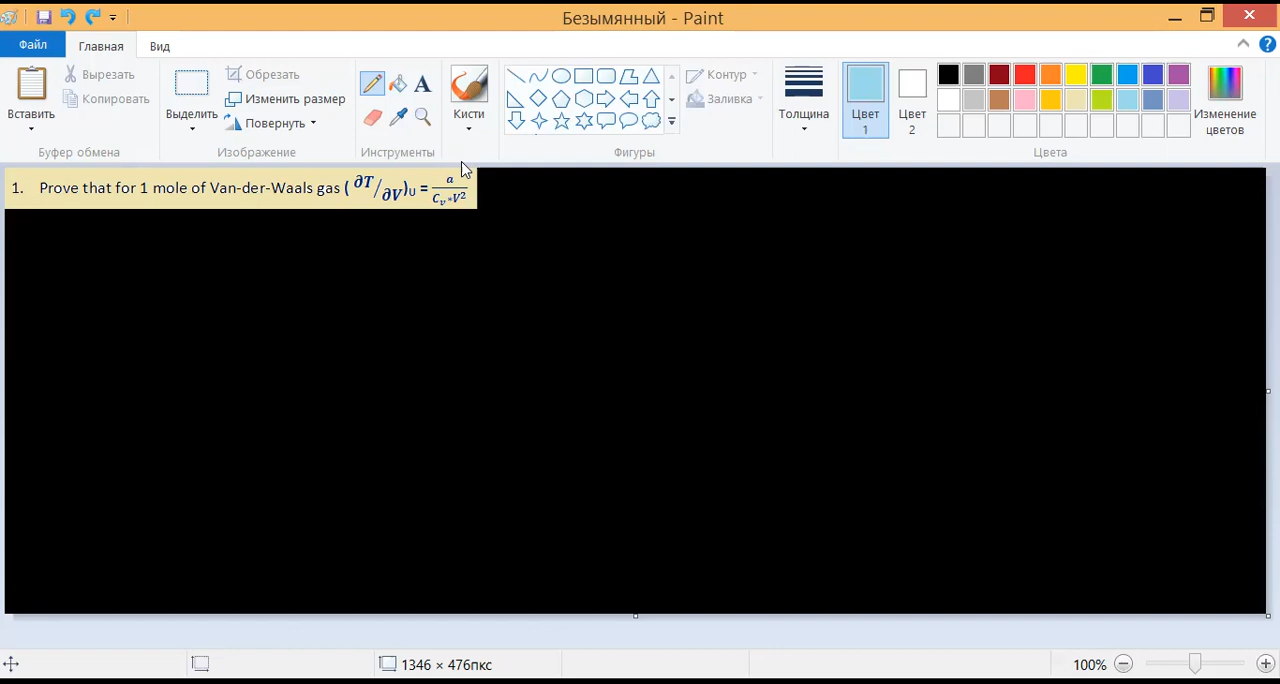 Безымянный - Paint
Файл Главная Вид
Вставить
Вырезать
Копировать
Буфер обмена
Выделить
Обрезать
Изменить размер
Повернуть
Изображение
A
Инструменты
Кисти
Контур
Заливка
Фигуры
Толщина
Цвет
1
Цвет
2
Изменение
цветов
Цвета
1. Prove that for 1 mole of Van-der-Waals gas ( ∂T/∂V)U = a/(Cv*V²)
1346 × 476пкс
100%